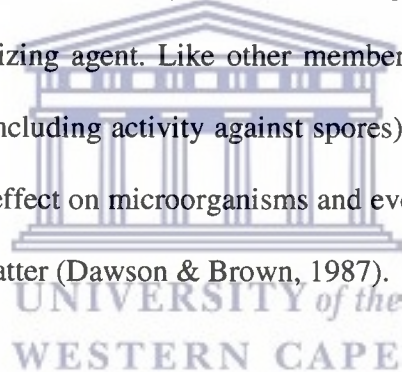 izing agent. Like other member
ncluding activity against spores)
effect on microorganisms and eve
atter (Dawson & Brown, 1987).
UNIVERSITY of the
WESTERN CAPE